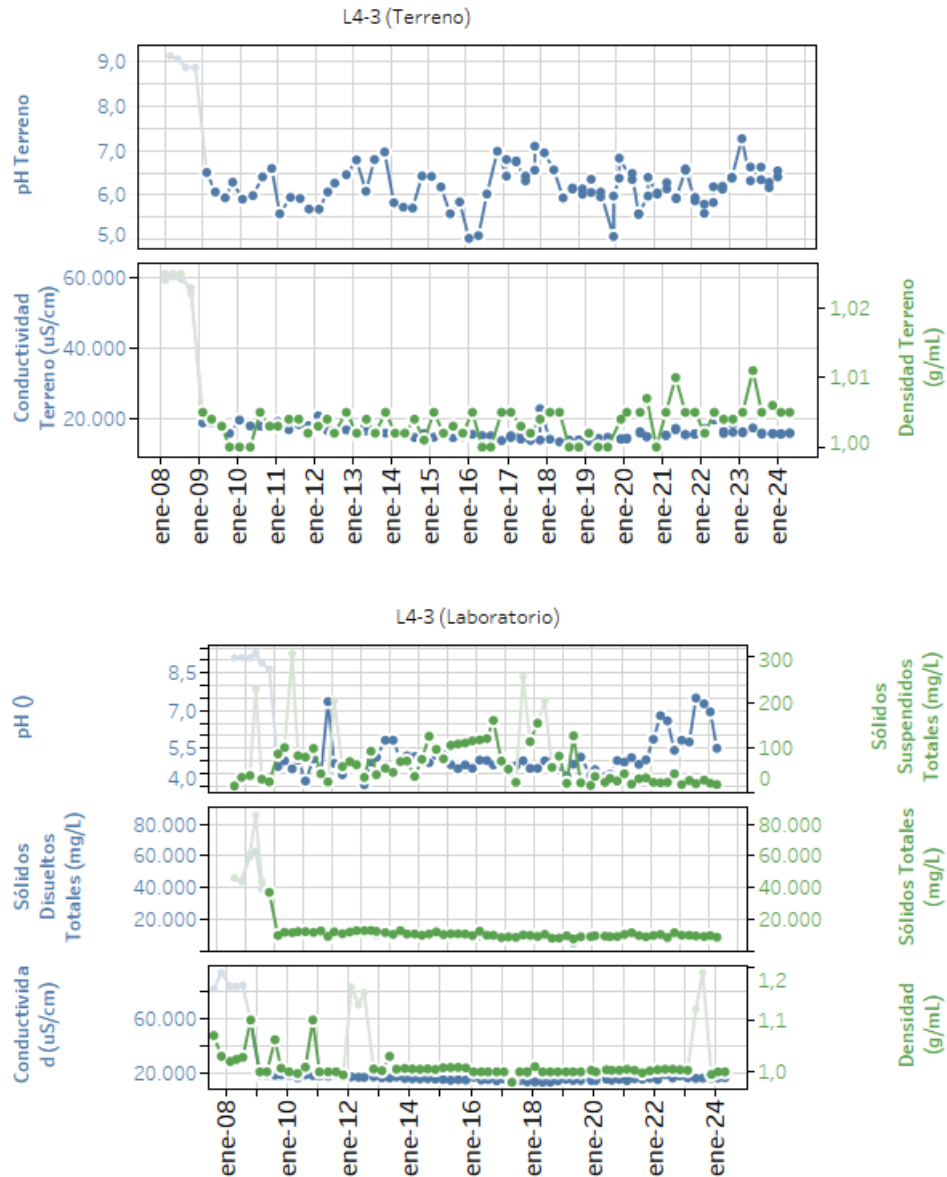 L4-3 (Terreno)
pH Terreno
9,0
8,0
7,0
6,0
5,0
Conductividad
Terreno (uS/cm)
60.000
40.000
20.000
1,02
1,01
1,00
Densidad Terreno
(g/mL)
ene-08
ene-09
ene-10
ene-11
ene-12
ene-13
ene-14
ene-15
ene-16
ene-17
ene-18
ene-19
ene-20
ene-21
ene-22
ene-23
ene-24
L4-3 (Laboratorio)
pH ()
8,5
7,0
5,5
4,0
300
200
100
0
Sólidos
Suspendidos
Totales (mg/L)
Sólidos
Disueltos
Totales (mg/L)
80.000
60.000
40.000
20.000
80.000
60.000
40.000
20.000
Sólidos Totales
(mg/L)
Conductivida
d (uS/cm)
60.000
20.000
1,2
1,1
1,0
Densidad
(g/mL)
ene-08
ene-10
ene-12
ene-14
ene-16
ene-18
ene-20
ene-22
ene-24